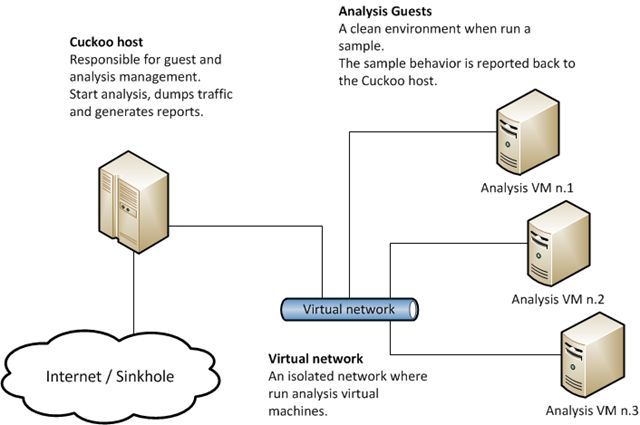 Cuckoo host
Responsible for guest and
analysis management.
Start analysis, dumps traffic
and generates reports.
Analysis Guests
A clean environment when run a
sample.
The sample behavior is reported back to
the Cuckoo host.
Analysis VM n.1
Analysis VM n.2
Virtual network
Internet / Sinkhole
Virtual network
An isolated network where
run analysis virtual
machines.
Analysis VM n.3